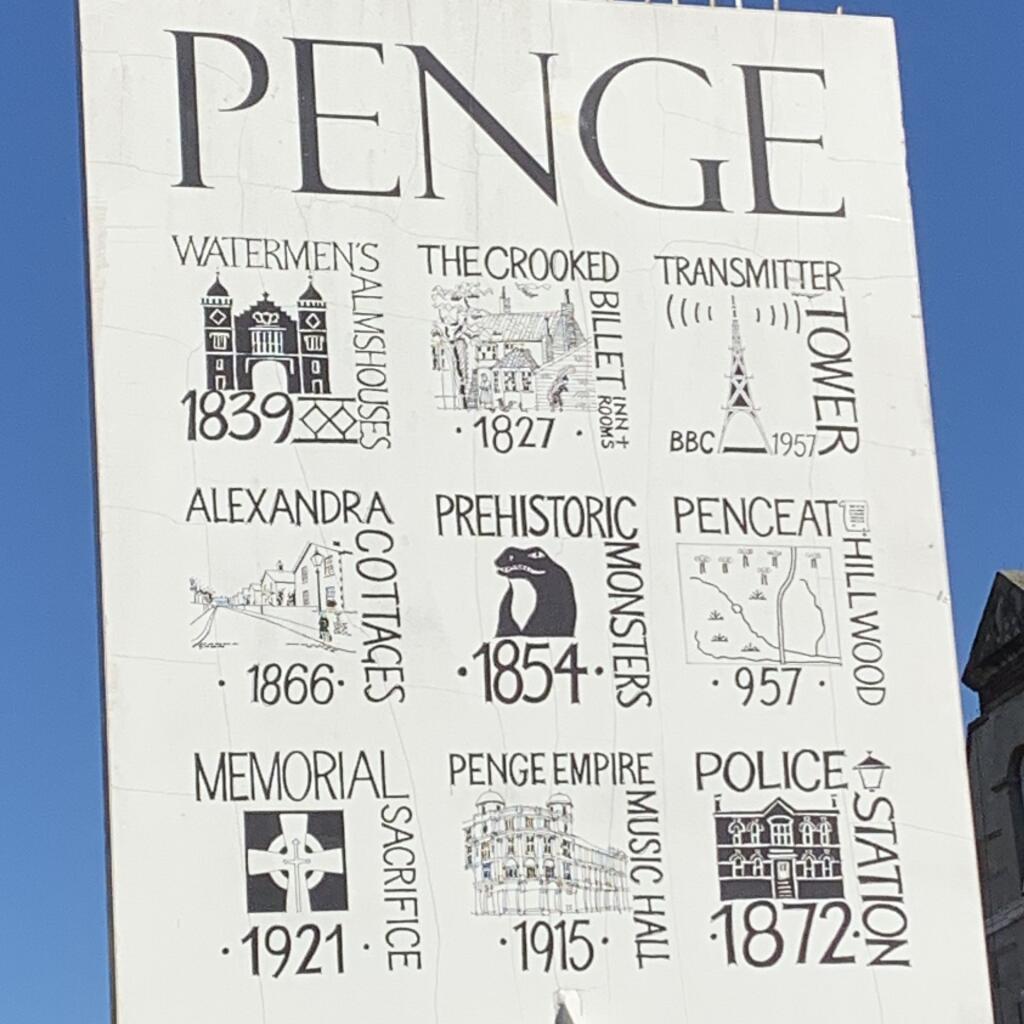 PENGE
WATERMEN'S
ALMSHOUSES
1839
THE CROOKED
BILLET INN +
ROOMS
· 1827 ·
TRANSMITTER
TOWER
BBC 1957
ALEXANDRA
COTTAGES
· 1866 ·
PREHISTORIC
MONSTERS
· 1854 ·
PENCEAT
HILLWOOD
· 957 ·
MEMORIAL
SACRIFICE
· 1921 ·
PENGE EMPIRE
MUSIC HALL
· 1915 ·
POLICE
STATION
· 1872 ·